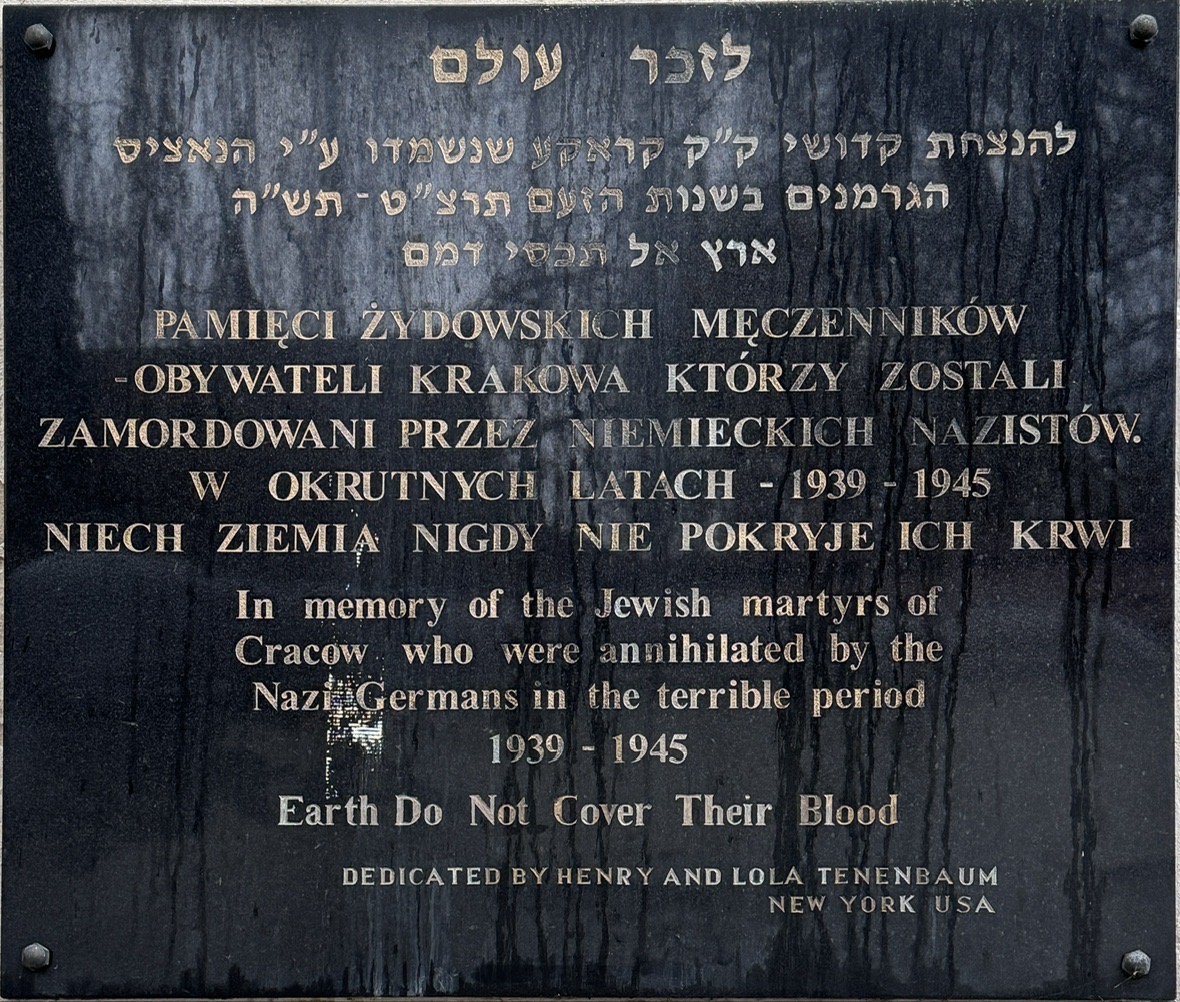 לזכר עולם
להנצחת קדושי ק״ק קראקע שנשמדו ע״י הנאציס
הגרמנים בשנות הזעם תרצ״ט - תש״ה
ארץ אל תכסי דמם
PAMIĘCI ŻYDOWSKICH MĘCZENNIKÓW
-OBYWATELI KRAKOWA KTÓRZY ZOSTALI
ZAMORDOWANI PRZEZ NIEMIECKICH NAZISTÓW.
W OKRUTNYCH LATACH - 1939 - 1945
NIECH ZIEMIA NIGDY NIE POKRYJE ICH KRWI
In memory of the Jewish martyrs of
Cracow who were annihilated by the
Nazi Germans in the terrible period
1939 - 1945
Earth Do Not Cover Their Blood
DEDICATED BY HENRY AND LOLA TENENBAUM
NEW YORK USA